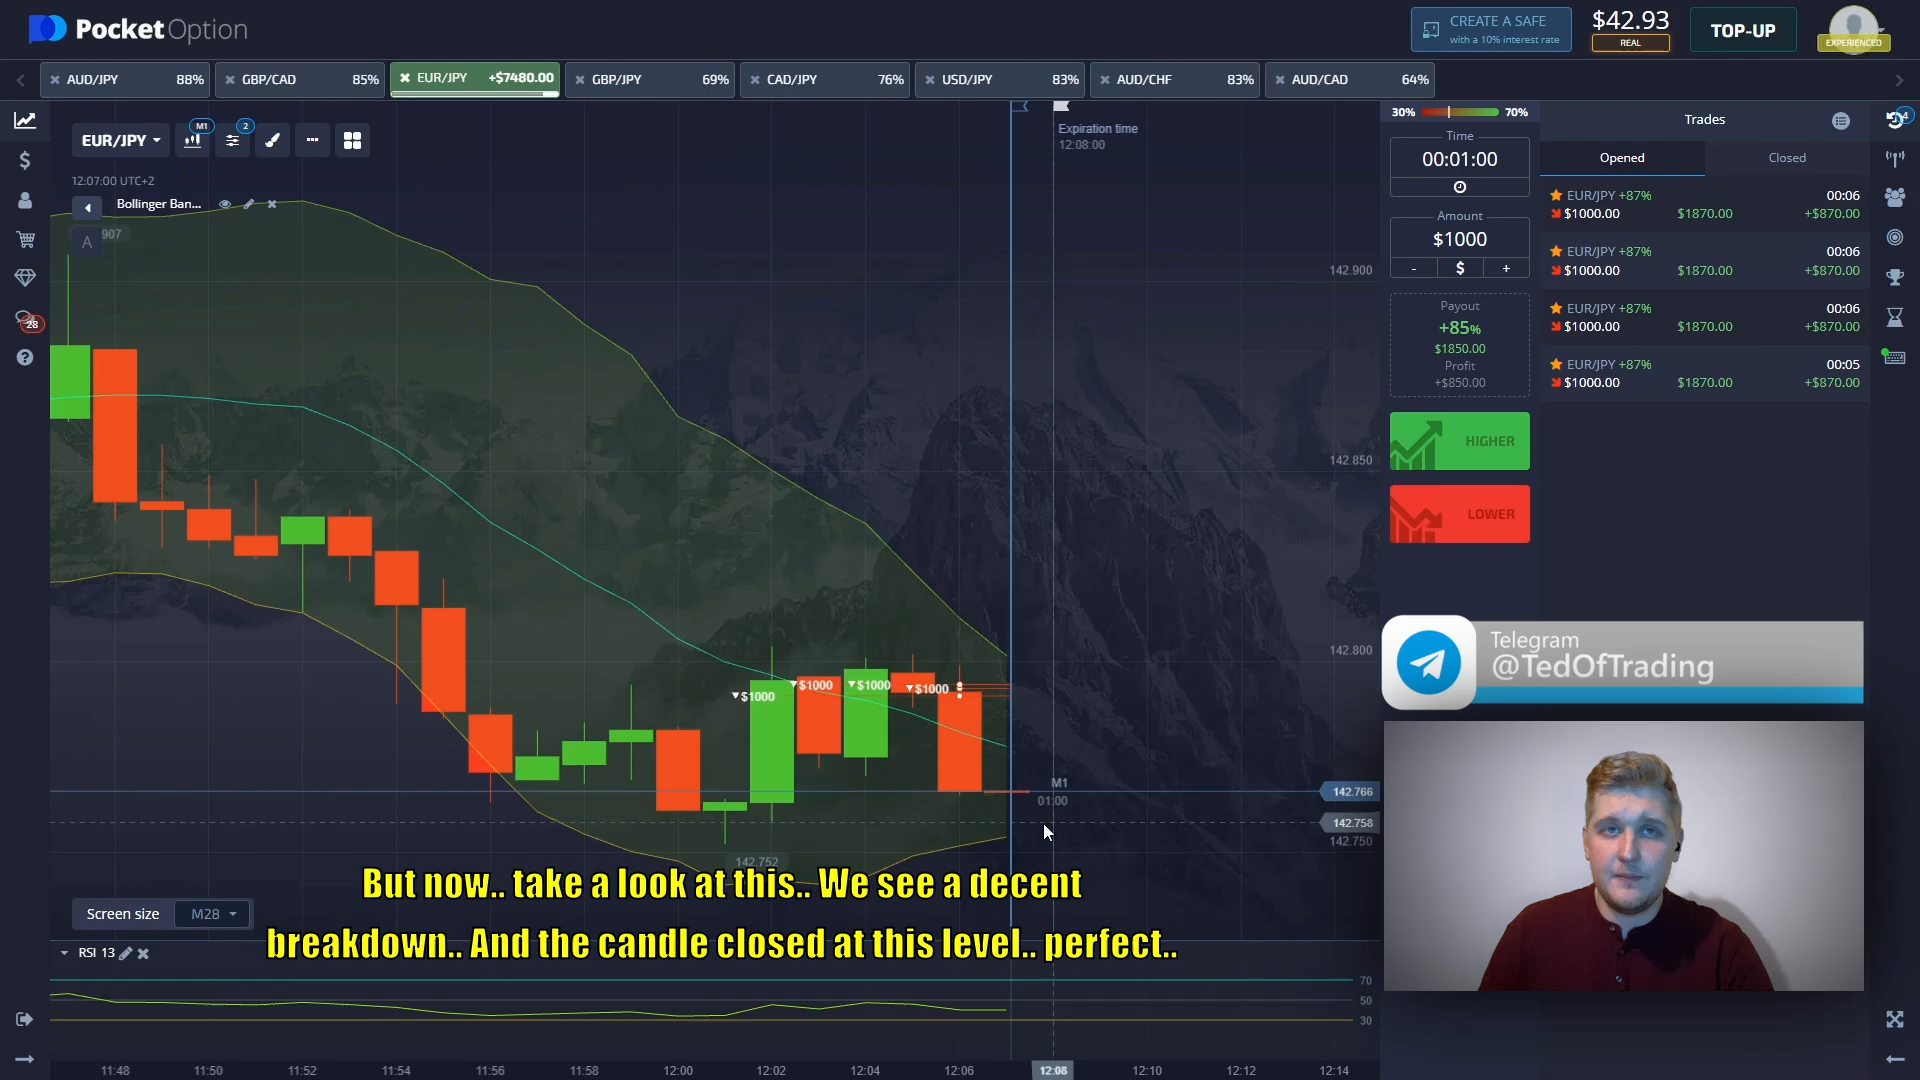 PocketOption
CREATE A SAFE
with a 10% interest rate
$42.93
REAL
TOP-UP
EXPERIENCED
AUD/JPY 88%
GBP/CAD 85%
EUR/JPY +$7480.00
GBP/JPY 69%
CAD/JPY 76%
USD/JPY 83%
AUD/CHF 83%
AUD/CAD 64%
EUR/JPY
M1
2
12:07:00 UTC+2
Bollinger Ban...
A
907
Expiration time
12:08:00
142.900
142.850
142.800
142.766
142.758
142.750
M1
01:00
$1000
$1000
$1000
$1000
142.752
30% 70%
Time
00:01:00
Amount
$1000
- $ +
Payout
+85%
$1850.00
Profit
+$850.00
HIGHER
LOWER
Trades
Opened
Closed
EUR/JPY +87% 00:06
$1000.00 $1870.00 +$870.00
EUR/JPY +87% 00:06
$1000.00 $1870.00 +$870.00
EUR/JPY +87% 00:06
$1000.00 $1870.00 +$870.00
EUR/JPY +87% 00:05
$1000.00 $1870.00 +$870.00
4
28
Telegram
@TedOfTrading
But now.. take a look at this.. We see a decent
breakdown.. And the candle closed at this level.. perfect..
Screen size M28
RSI 13
70
50
30
11:48 11:50 11:52 11:54 11:56 11:58 12:00 12:02 12:04 12:06 12:08 12:10 12:12 12:14